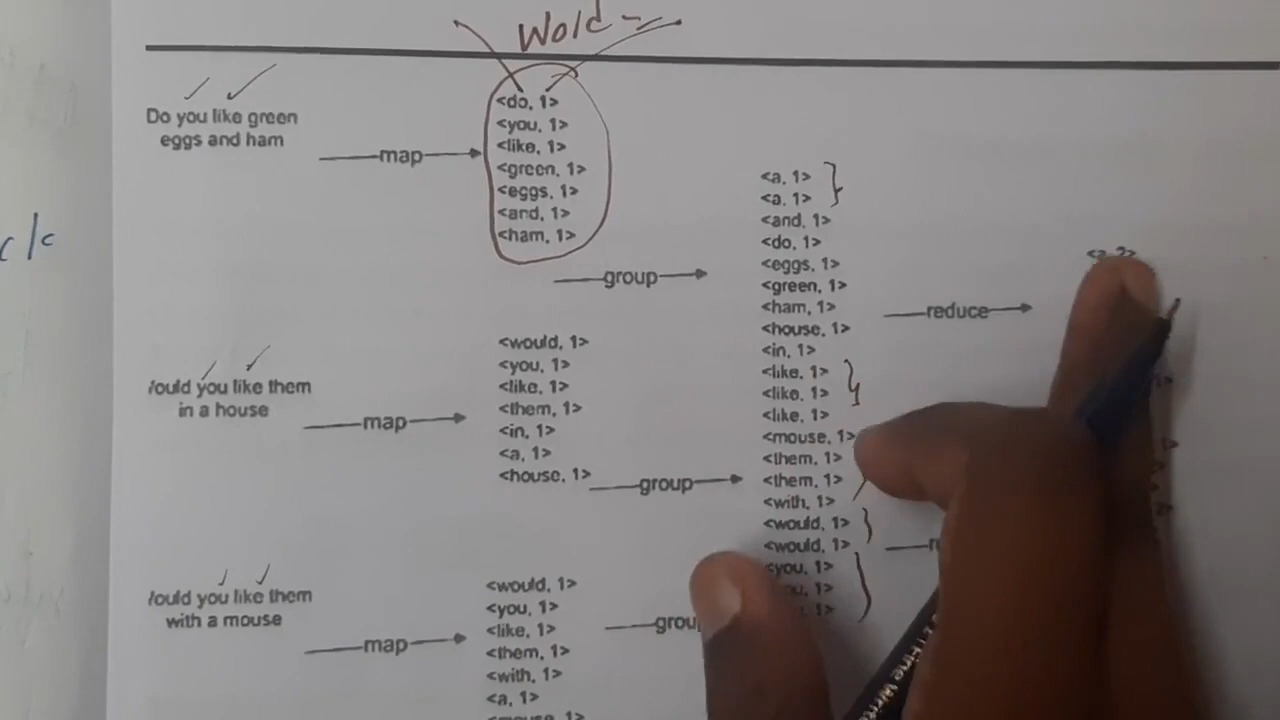 Wold
c/c
Do you like green
eggs and ham
map
<do, 1>
<you, 1>
<like, 1>
<green, 1>
<eggs, 1>
<and, 1>
<ham, 1>
group
/ould you like them
in a house
map
<would, 1>
<you, 1>
<like, 1>
<them, 1>
<in, 1>
<a, 1>
<house, 1>
group
/ould you like them
with a mouse
map
<would, 1>
<you, 1>
<like, 1>
<them, 1>
<with, 1>
<a, 1>
<mouse, 1>
grou
<a, 1>
<a, 1>
<and, 1>
<do, 1>
<eggs, 1>
<green, 1>
<ham, 1>
<house, 1>
<in, 1>
<like, 1>
<like, 1>
<like, 1>
<mouse, 1>
<them, 1>
<them, 1>
<with, 1>
<would, 1>
<would, 1>
<you, 1>
reduce
<a, 2>